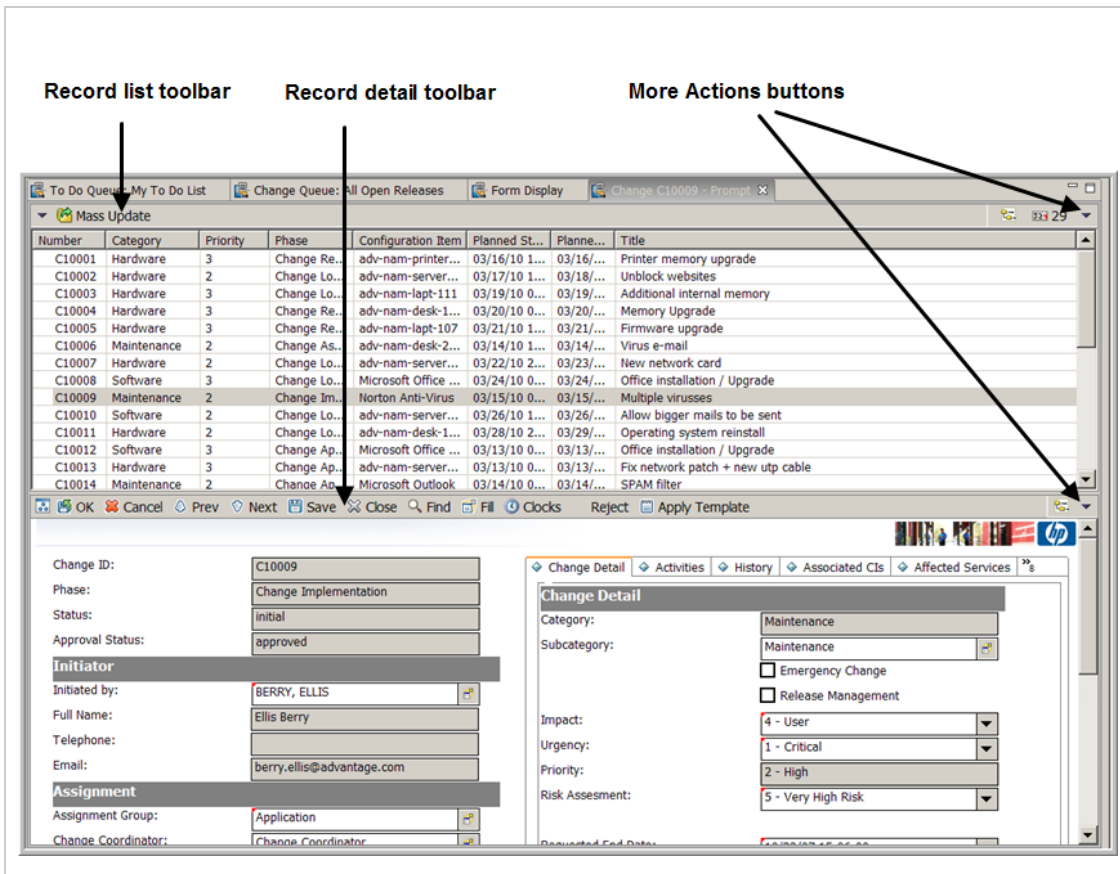 Record list toolbar Record detail toolbar More Actions buttons
To Do Queue: My To Do List Change Queue: All Open Releases Form Display Change C10009 - Prompt
Mass Update 29
Number Category Priority Phase Configuration Item Planned St... Planne... Title
C10001 Hardware 3 Change Re... adv-nam-printer... 03/16/10 1... 03/16/... Printer memory upgrade
C10002 Hardware 2 Change Lo... adv-nam-server... 03/17/10 1... 03/18/... Unblock websites
C10003 Hardware 3 Change Lo... adv-nam-lapt-111 03/19/10 0... 03/19/... Additional internal memory
C10004 Hardware 3 Change Re... adv-nam-desk-1... 03/20/10 0... 03/20/... Memory Upgrade
C10005 Hardware 3 Change Re... adv-nam-lapt-107 03/21/10 1... 03/21/... Firmware upgrade
C10006 Maintenance 2 Change As... adv-nam-desk-2... 03/14/10 1... 03/14/... Virus e-mail
C10007 Hardware 2 Change Lo... adv-nam-server... 03/22/10 2... 03/23/... New network card
C10008 Software 3 Change Lo... Microsoft Office ... 03/24/10 0... 03/24/... Office installation / Upgrade
C10009 Maintenance 2 Change Im... Norton Anti-Virus 03/15/10 0... 03/15/... Multiple virusses
C10010 Software 2 Change Lo... adv-nam-server... 03/26/10 1... 03/26/... Allow bigger mails to be sent
C10011 Hardware 2 Change Lo... adv-nam-desk-1... 03/28/10 2... 03/29/... Operating system reinstall
C10012 Software 3 Change Ap... Microsoft Office ... 03/13/10 0... 03/13/... Office installation / Upgrade
C10013 Hardware 3 Change Ap... adv-nam-server... 03/13/10 0... 03/13/... Fix network patch + new utp cable
C10014 Maintenance 2 Change Ap... Microsoft Outlook 03/14/10 0... 03/14/... SPAM filter
OK Cancel Prev Next Save Close Find Fill Clocks Reject Apply Template
hp
Change ID: C10009
Phase: Change Implementation
Status: initial
Approval Status: approved
Initiator
Initiated by: BERRY, ELLIS
Full Name: Ellis Berry
Telephone:
Email: berry.ellis@advantage.com
Assignment
Assignment Group: Application
Change Coordinator: Change Coordinator
Change Detail Activities History Associated CIs Affected Services »8
Change Detail
Category: Maintenance
Subcategory: Maintenance
Emergency Change
Release Management
Impact: 4 - User
Urgency: 1 - Critical
Priority: 2 - High
Risk Assesment: 5 - Very High Risk
Requested End Date: